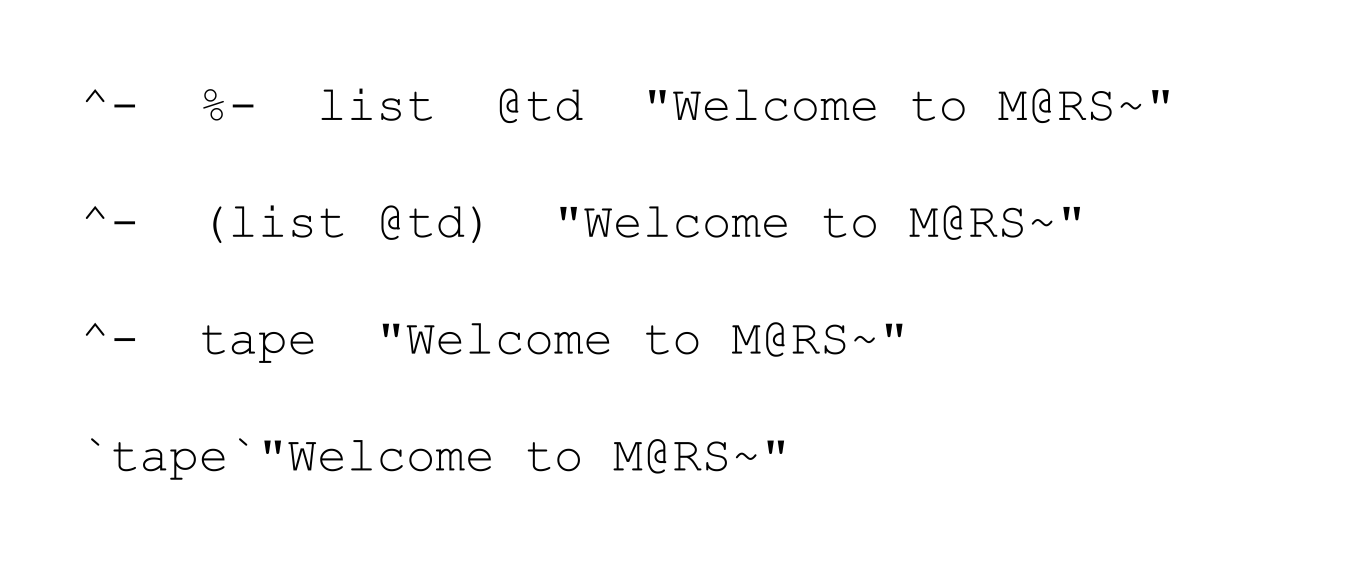 ^-  %-  list  @td  "Welcome to M@RS~"
^-  (list @td)  "Welcome to M@RS~"
^-  tape  "Welcome to M@RS~"
`tape`"Welcome to M@RS~"